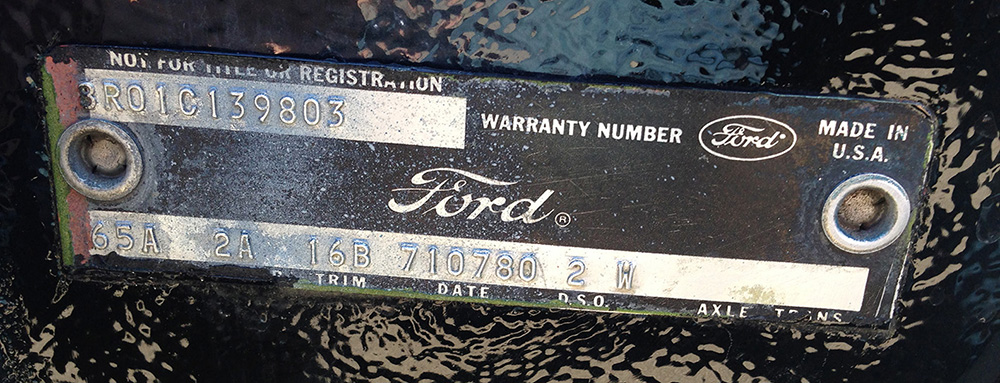 NOT FOR TITLE OR REGISTRATION
8R01C139803
WARRANTY NUMBER Ford MADE IN
U.S.A.
Ford®
65A 2A 16B 710780 2 W
TRIM DATE D.S.O. AXLE TRANS